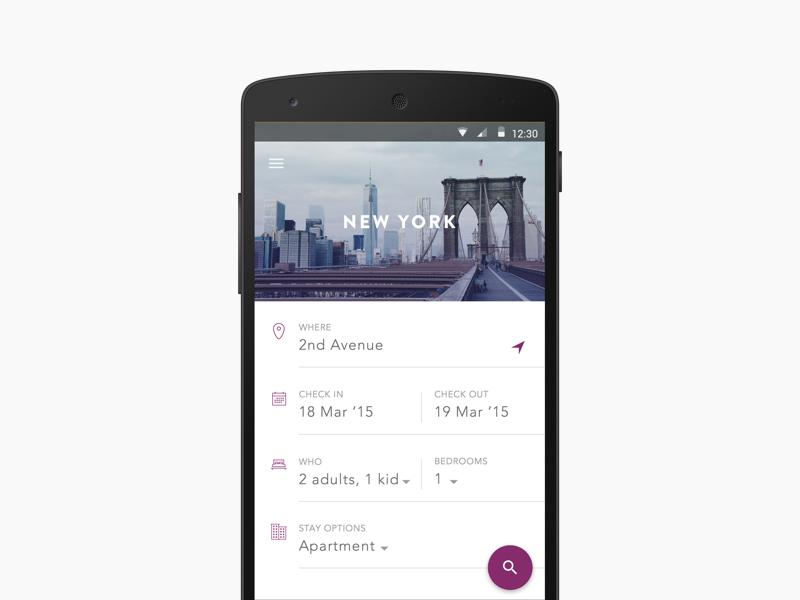 12:30
NEW YORK
WHERE
2nd Avenue
CHECK IN
CHECK OUT
18 Mar ’15
19 Mar ’15
WHO
BEDROOMS
2 adults, 1 kid
1
STAY OPTIONS
Apartment